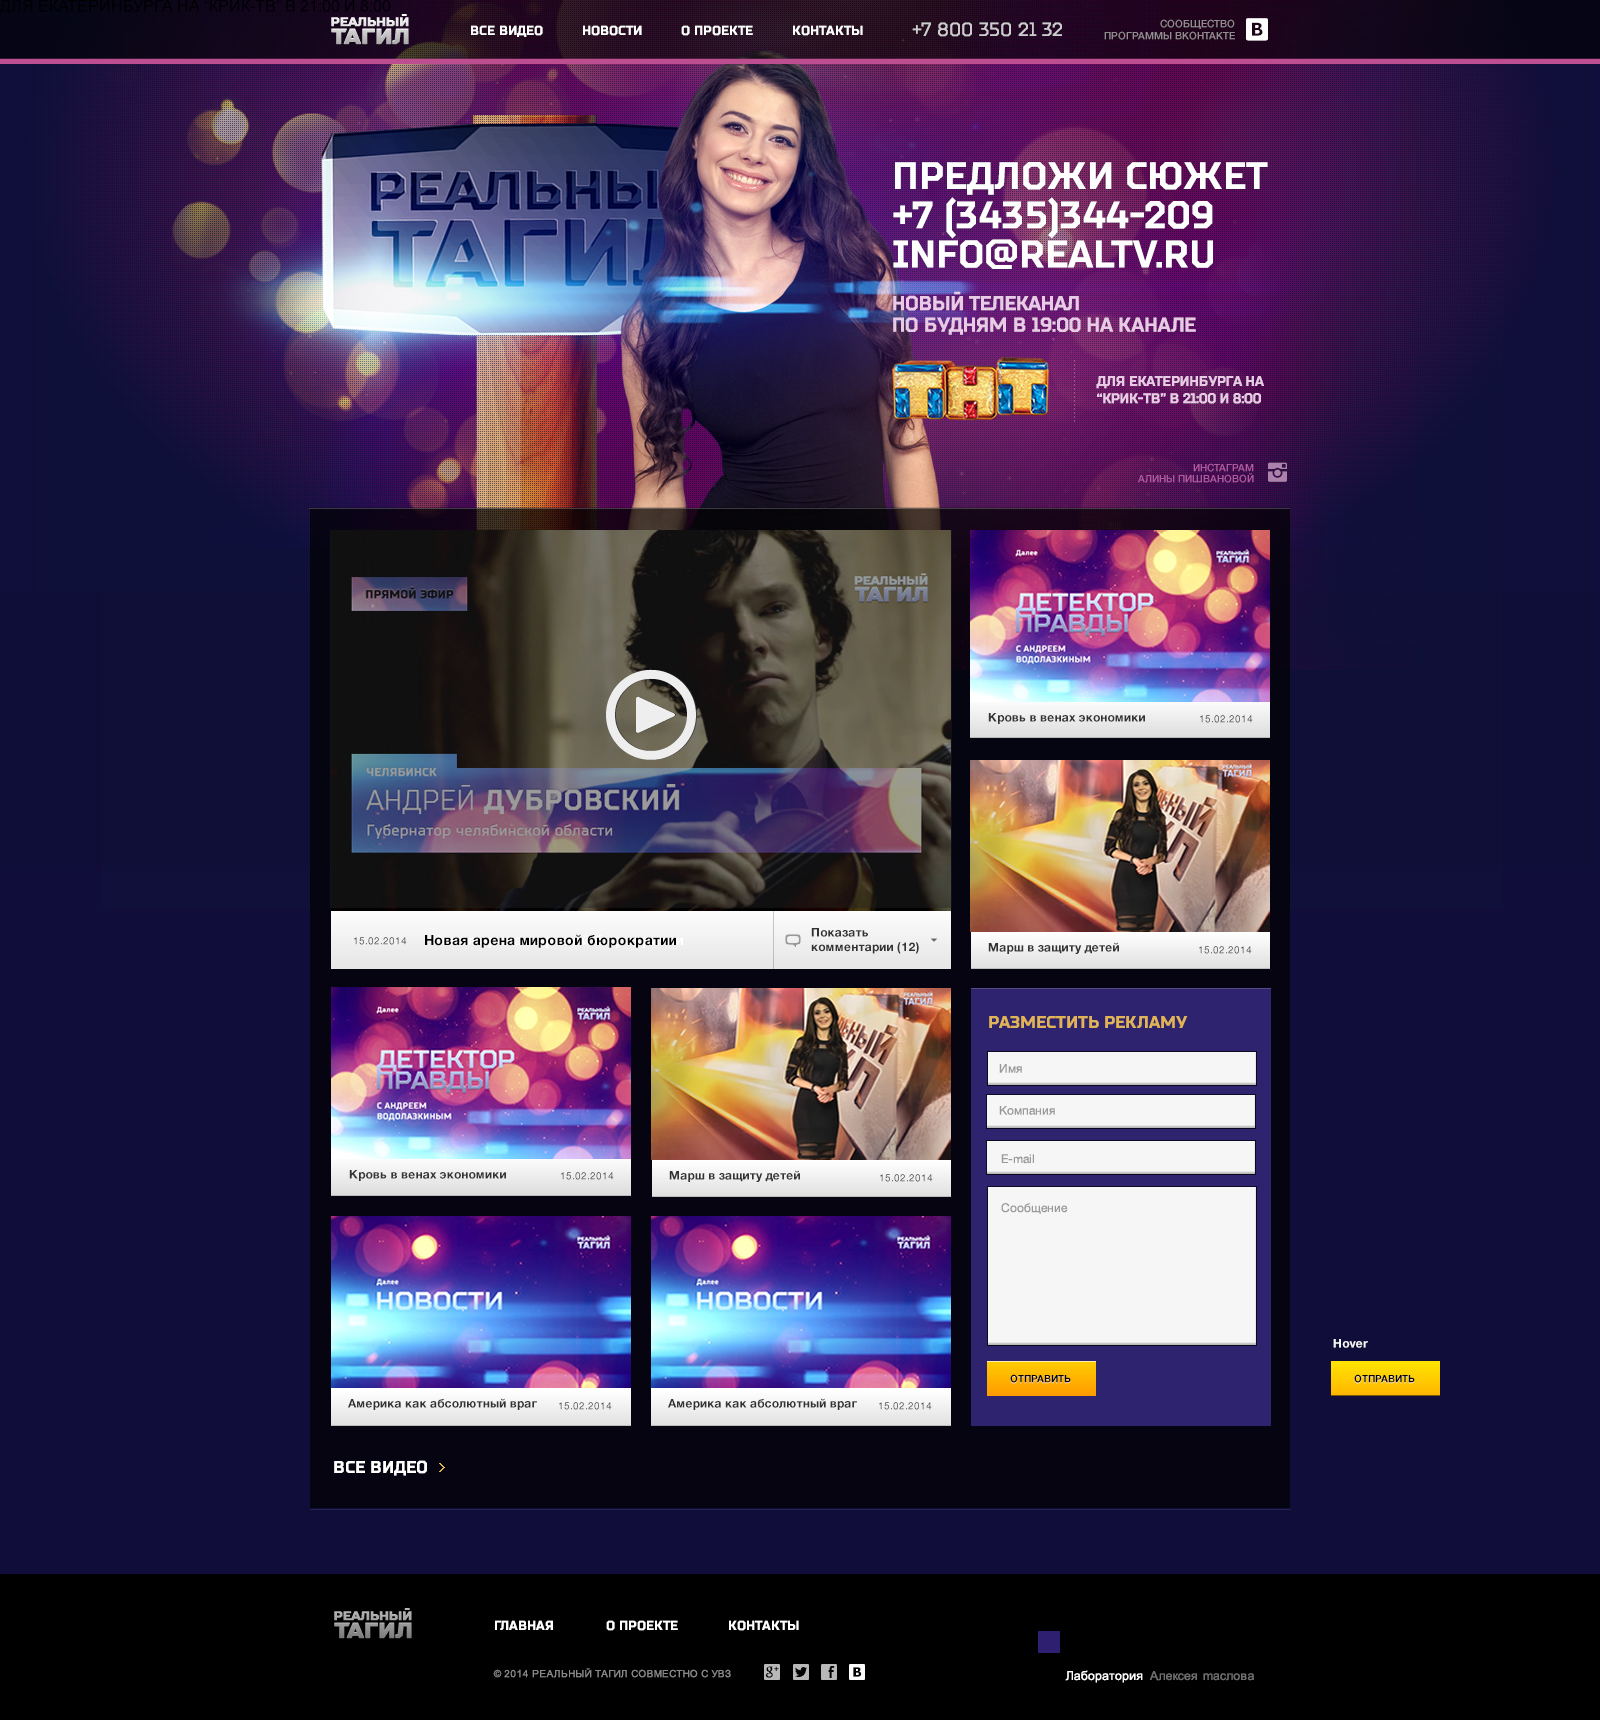 ДЛЯ ЕКАТЕРИНБУРГА НА "КРИК-ТВ" В 21:00 И 8:00
РЕАЛЬНЫЙ
ТАГИЛ
ВСЕ ВИДЕО
НОВОСТИ
О ПРОЕКТЕ
КОНТАКТЫ
+7 800 350 21 32
СООБЩЕСТВО
ПРОГРАММЫ ВКОНТАКТЕ
В
РЕАЛЬНЫ
ТАГИЛ
ПРЕДЛОЖИ СЮЖЕТ
+7 (3435)344-209
INFO@REALTV.RU
НОВЫЙ ТЕЛЕКАНАЛ
ПО БУДНЯМ В 19:00 НА КАНАЛЕ
ТНТ
ДЛЯ ЕКАТЕРИНБУРГА НА
“КРИК-ТВ” В 21:00 И 8:00
ИНСТАГРАМ
АЛИНЫ ПИШВАНОВОЙ
ПРЯМОЙ ЭФИР
РЕАЛЬНЫЙ
ТАГИЛ
ЧЕЛЯБИНСК
АНДРЕЙ ДУБРОВСКИЙ
Губернатор челябинской области
15.02.2014
Новая арена мировой бюрократии
Показать
комментарии (12)
Далее
РЕАЛЬНЫЙ
ТАГИЛ
ДЕТЕКТОР
ПРАВДЫ
С АНДРЕЕМ
ВОДОЛАЗКИНЫМ
Кровь в венах экономики
15.02.2014
РЕАЛЬНЫЙ
ТАГИЛ
Марш в защиту детей
15.02.2014
Далее
РЕАЛЬНЫЙ
ТАГИЛ
ДЕТЕКТОР
ПРАВДЫ
С АНДРЕЕМ
ВОДОЛАЗКИНЫМ
Кровь в венах экономики
15.02.2014
РЕАЛЬНЫЙ
ТАГИЛ
Марш в защиту детей
15.02.2014
РАЗМЕСТИТЬ РЕКЛАМУ
Имя
Компания
E-mail
Сообщение
ОТПРАВИТЬ
Hover
ОТПРАВИТЬ
РЕАЛЬНЫЙ
ТАГИЛ
Далее
НОВОСТИ
Америка как абсолютный враг
15.02.2014
РЕАЛЬНЫЙ
ТАГИЛ
Далее
НОВОСТИ
Америка как абсолютный враг
15.02.2014
ВСЕ ВИДЕО
РЕАЛЬНЫЙ
ТАГИЛ
ГЛАВНАЯ
О ПРОЕКТЕ
КОНТАКТЫ
© 2014 РЕАЛЬНЫЙ ТАГИЛ СОВМЕСТНО С УВЗ
g+
f
В
Лаборатория Алексея маслова